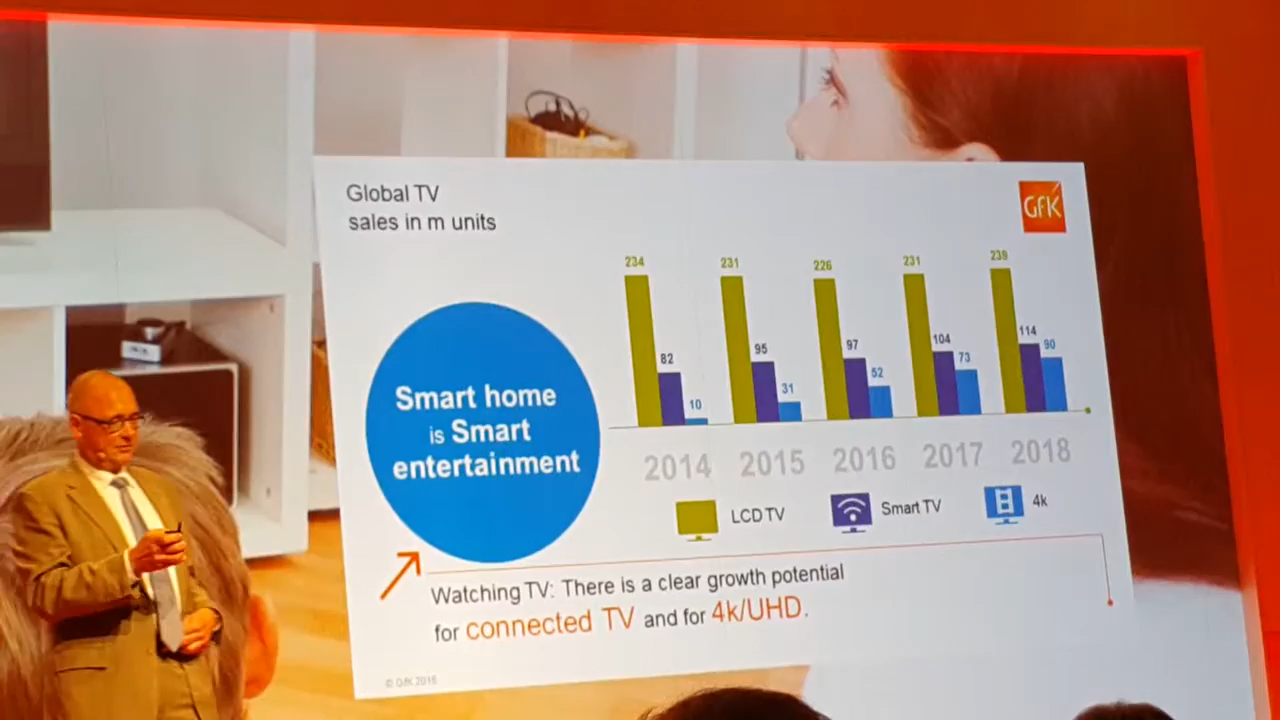 Global TV
sales in m units
GfK
234 82 10
231 95 31
226 97 52
231 104 73
239 114 90
2014 2015 2016 2017 2018
LCD TV Smart TV 4k
Smart home
is Smart
entertainment
Watching TV: There is a clear growth potential
for connected TV and for 4k/UHD.
© GfK